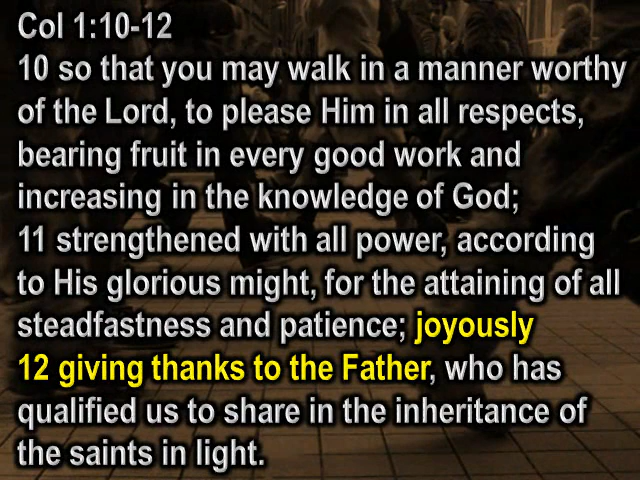 Col 1:10-12
10 so that you may walk in a manner worthy
of the Lord, to please Him in all respects,
bearing fruit in every good work and
increasing in the knowledge of God;
11 strengthened with all power, according
to His glorious might, for the attaining of all
steadfastness and patience; joyously
12 giving thanks to the Father, who has
qualified us to share in the inheritance of
the saints in light.